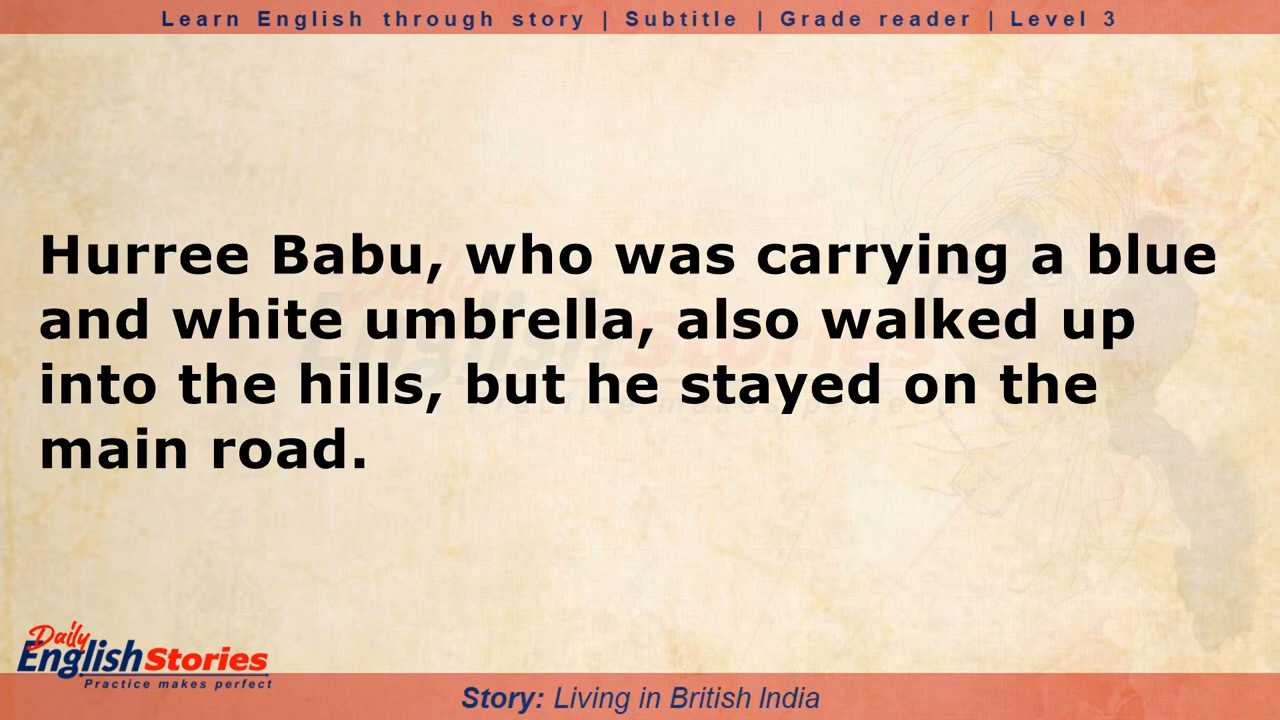 Learn English through story | Subtitle | Grade reader | Level 3
Hurree Babu, who was carrying a blue
and white umbrella, also walked up
into the hills, but he stayed on the
main road.
Daily
English Stories
Practice makes perfect
Story: Living in British India